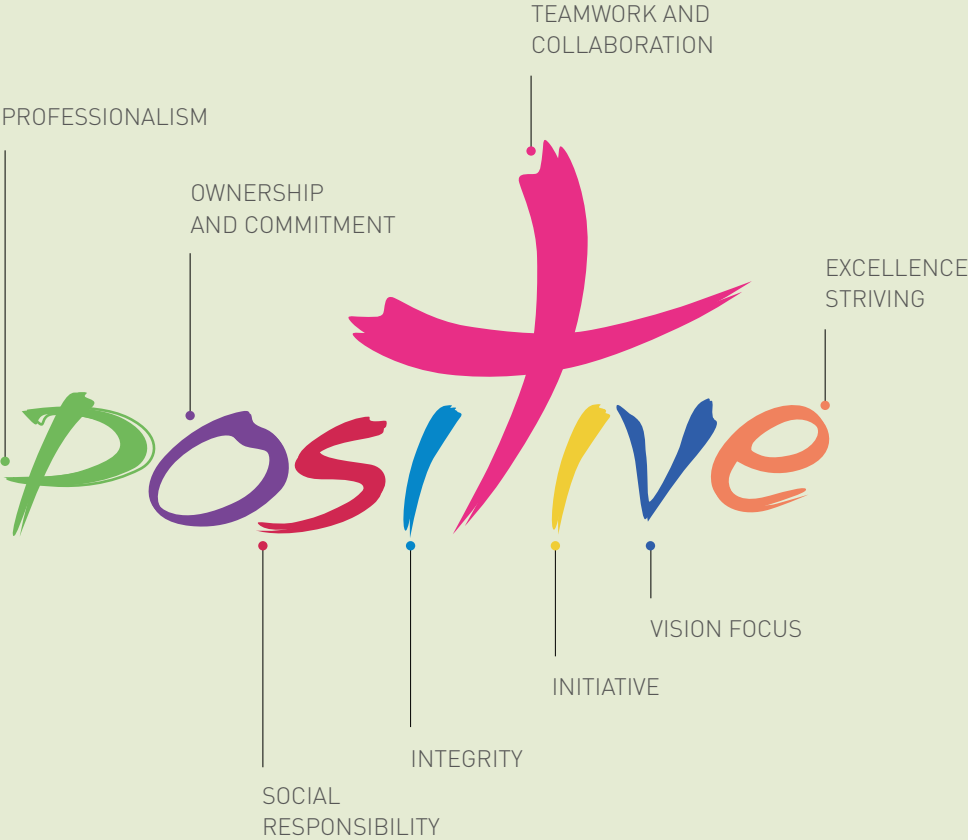 TEAMWORK AND
COLLABORATION
PROFESSIONALISM
OWNERSHIP
AND COMMITMENT
EXCELLENCE
STRIVING
Positive
VISION FOCUS
INITIATIVE
INTEGRITY
SOCIAL
RESPONSIBILITY